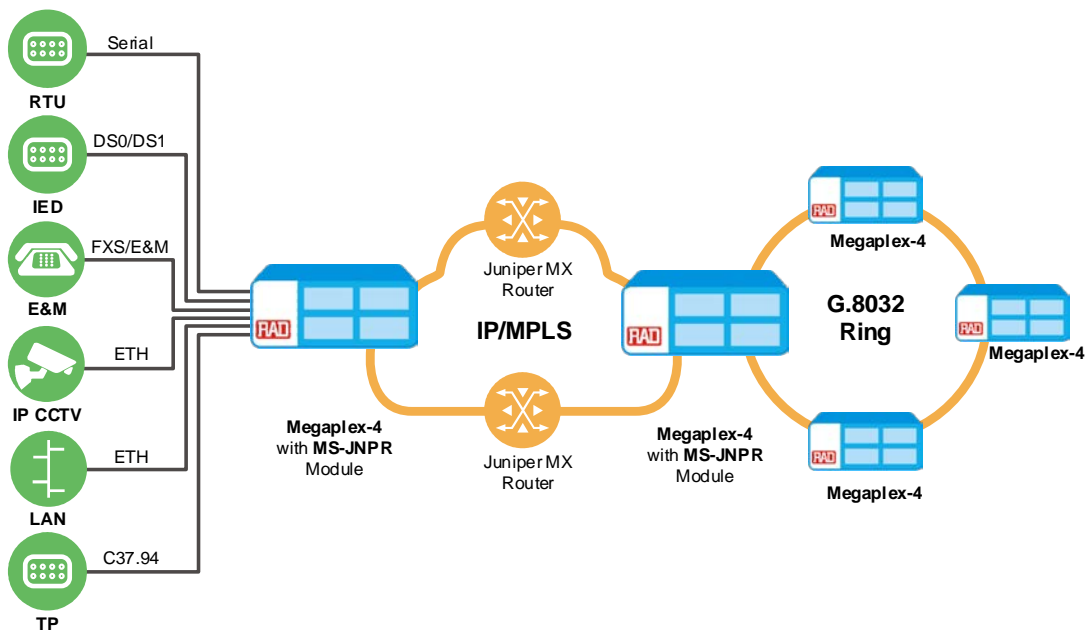 Serial
RTU
DS0/DS1
IED
FXS/E&M
E&M
ETH
IP CCTV
ETH
LAN
C37.94
TP
RAD
Megaplex-4
with MS-JNPR
Module
Juniper MX
Router
IP/MPLS
Juniper MX
Router
RAD
Megaplex-4
with MS-JNPR
Module
RAD
Megaplex-4
G.8032
Ring
RAD
Megaplex-4
RAD
Megaplex-4